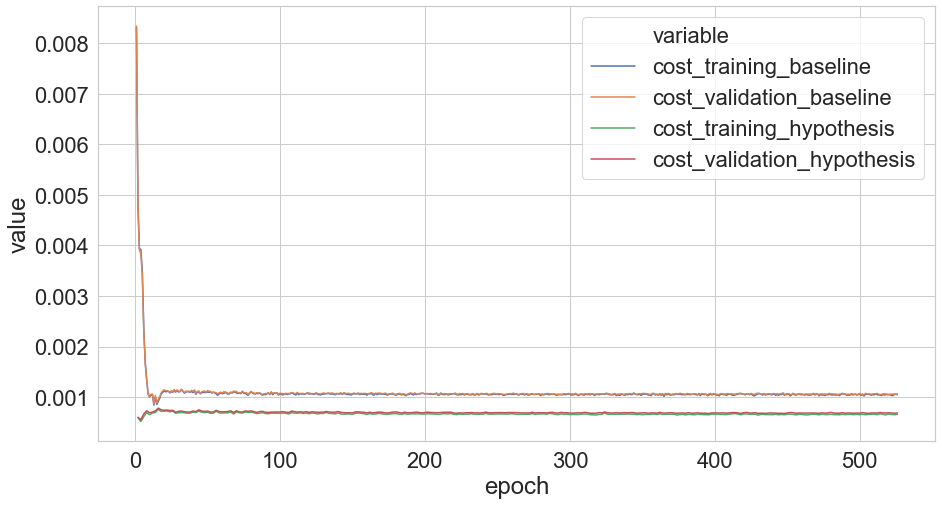 variable
cost_training_baseline
cost_validation_baseline
cost_training_hypothesis
cost_validation_hypothesis
value
0.008
0.007
0.006
0.005
0.004
0.003
0.002
0.001
0 100 200 300 400 500
epoch